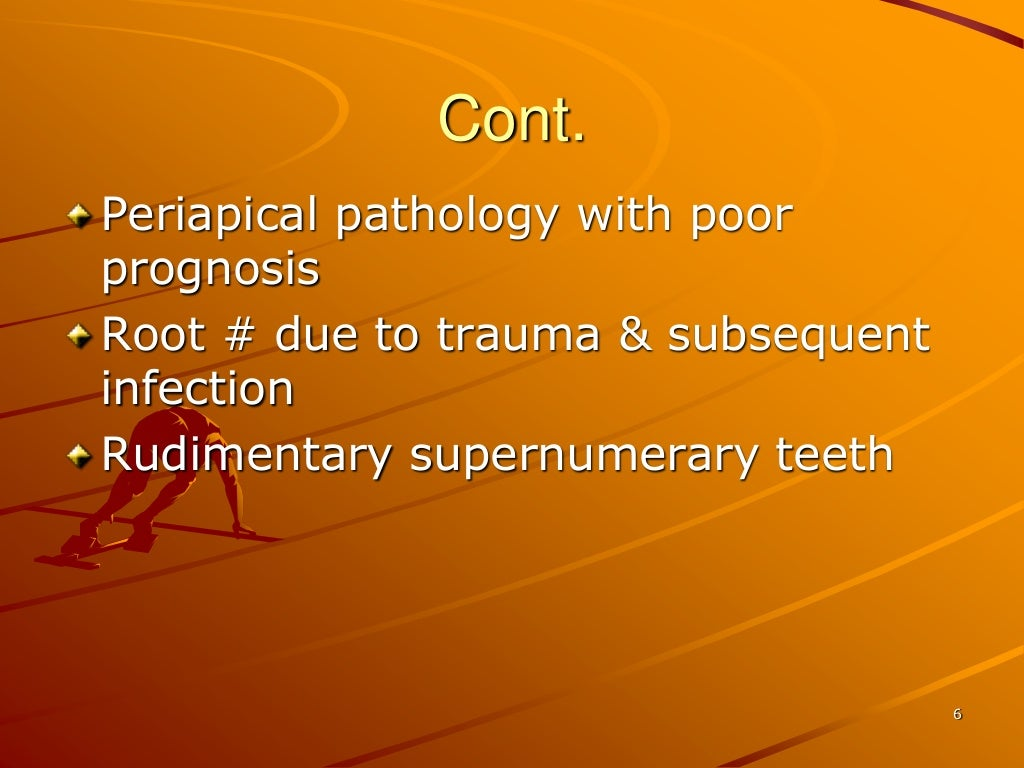 Cont.
Periapical pathology with poor
prognosis
Root # due to trauma & subsequent
infection
Rudimentary supernumerary teeth
6